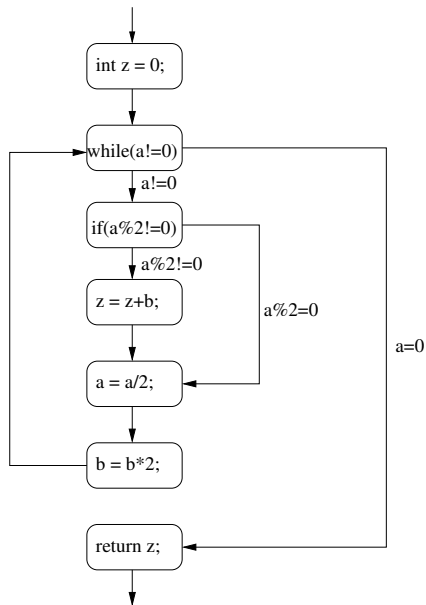 int z = 0;
while(a!=0)
a!=0
if(a%2!=0)
a%2!=0
z = z+b;
a%2=0
a=0
a = a/2;
b = b*2;
return z;